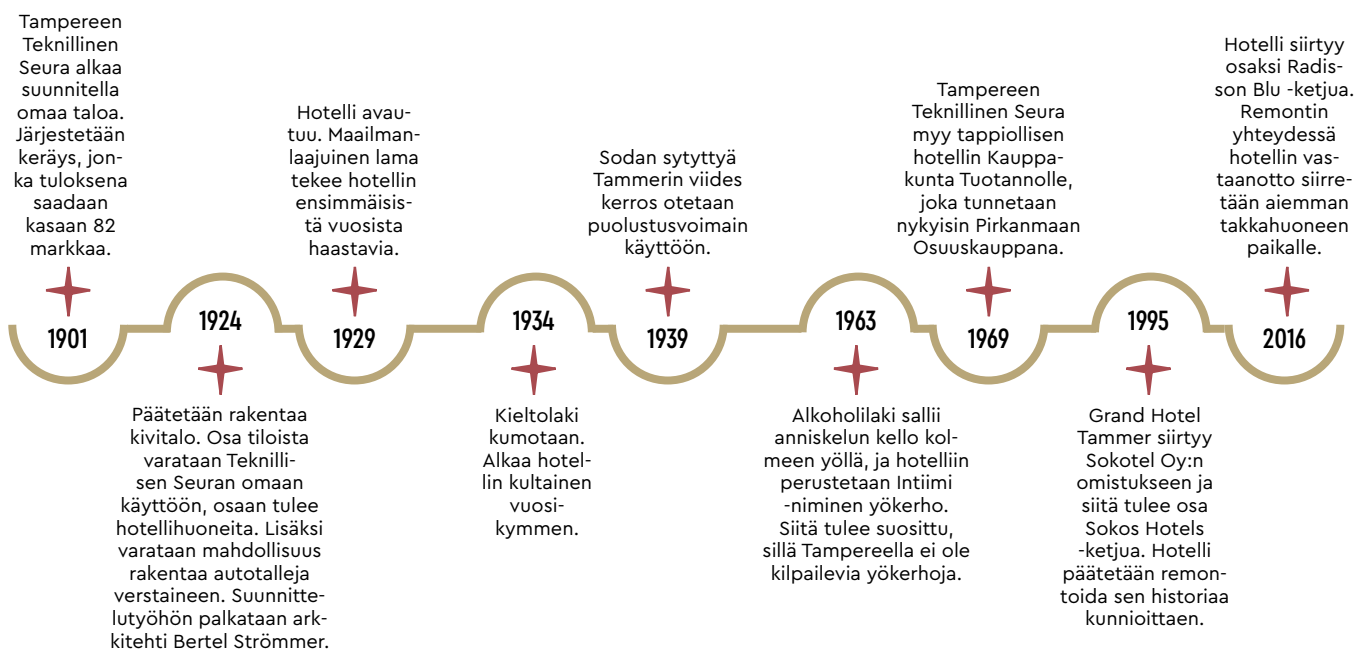 Tampereen
Teknillinen
Seura alkaa
suunnitella
omaa taloa.
Järjestetään
keräys, jon-
ka tuloksena
saadaan
kasaan 82
markkaa.
1901
1924
Päätetään rakentaa
kivitalo. Osa tiloista
varataan Teknilli-
sen Seuran omaan
käyttöön, osaan tulee
hotellihuoneita. Lisäksi
varataan mahdollisuus
rakentaa autotalleja
verstaineen. Suunnitte-
lutyöhön palkataan ark-
kitehti Bertel Strömmer.
Hotelli avau-
tuu. Maailman-
laajuinen lama
tekee hotellin
ensimmäisis-
tä vuosista
haastavia.
1929
1934
Kieltolaki
kumotaan.
Alkaa hotel-
lin kultainen
vuosi-
kymmen.
Sodan sytyttyä
Tammerin viides
kerros otetaan
puolustusvoimain
käyttöön.
1939
1963
Alkoholilaki sallii
anniskelun kello kol-
meen yöllä, ja hotelliin
perustetaan Intiimi
-niminen yökerho.
Siitä tulee suosittu,
sillä Tampereella ei ole
kilpailevia yökerhoja.
Tampereen
Teknillinen Seura
myy tappiollisen
hotellin Kauppa-
kunta Tuotannolle,
joka tunnetaan
nykyisin Pirkanmaan
Osuuskauppana.
1969
1995
Grand Hotel
Tammer siirtyy
Sokotel Oy:n
omistukseen ja
siitä tulee osa
Sokos Hotels
-ketjua. Hotelli
päätetään remon-
toida sen historiaa
kunnioittaen.
Hotelli siirtyy
osaksi Radis-
son Blu -ketjua.
Remontin
yhteydessä
hotellin vas-
taanotto siirre-
tään aiemman
takkahuoneen
paikalle.
2016